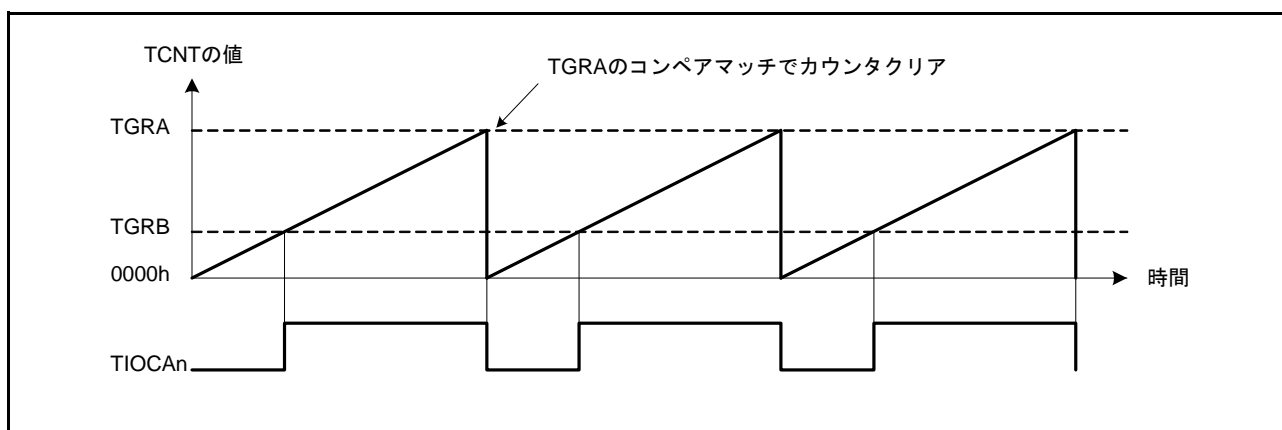 TCNTの値
TGRAのコンペアマッチでカウンタクリア
TGRA
TGRB
0000h
時間
TIOCAn